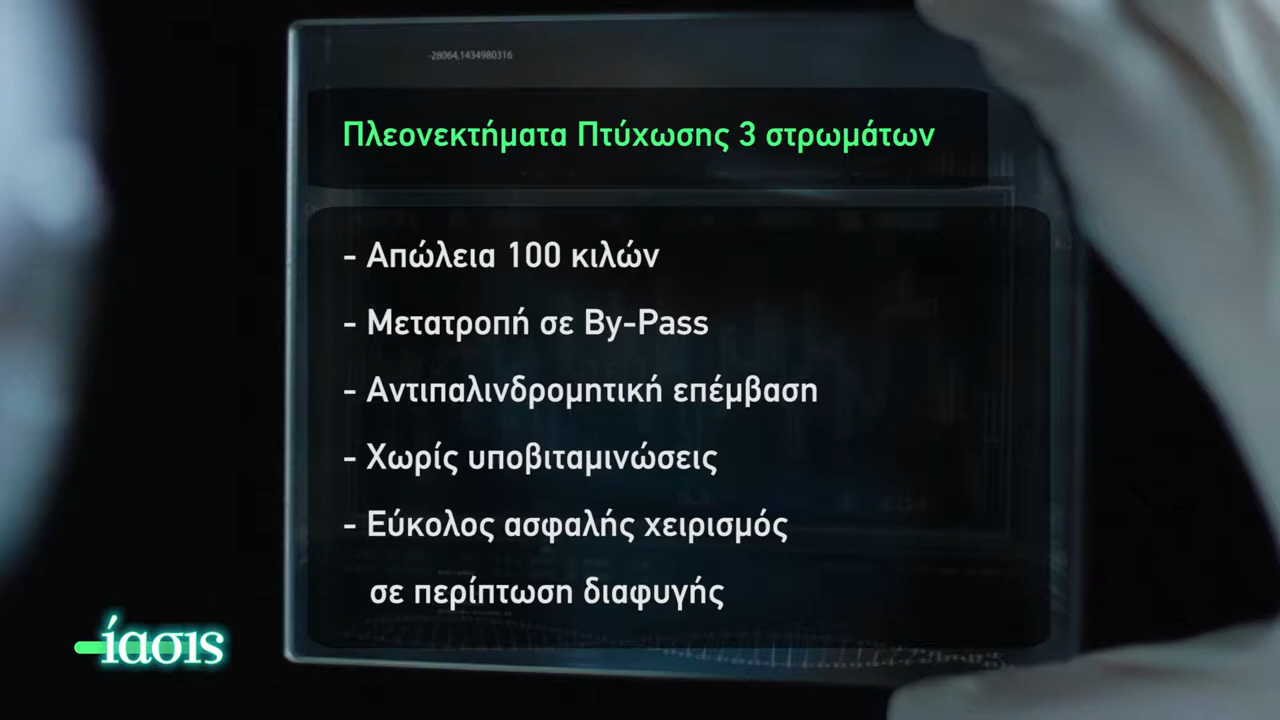 -28064,1434980316
Πλεονεκτήματα Πτύχωσης 3 στρωμάτων
- Απώλεια 100 κιλών
- Μετατροπή σε By-Pass
- Αντιπαλινδρομητική επέμβαση
- Χωρίς υποβιταμινώσεις
- Εύκολος ασφαλής χειρισμός
σε περίπτωση διαφυγής
ίασις